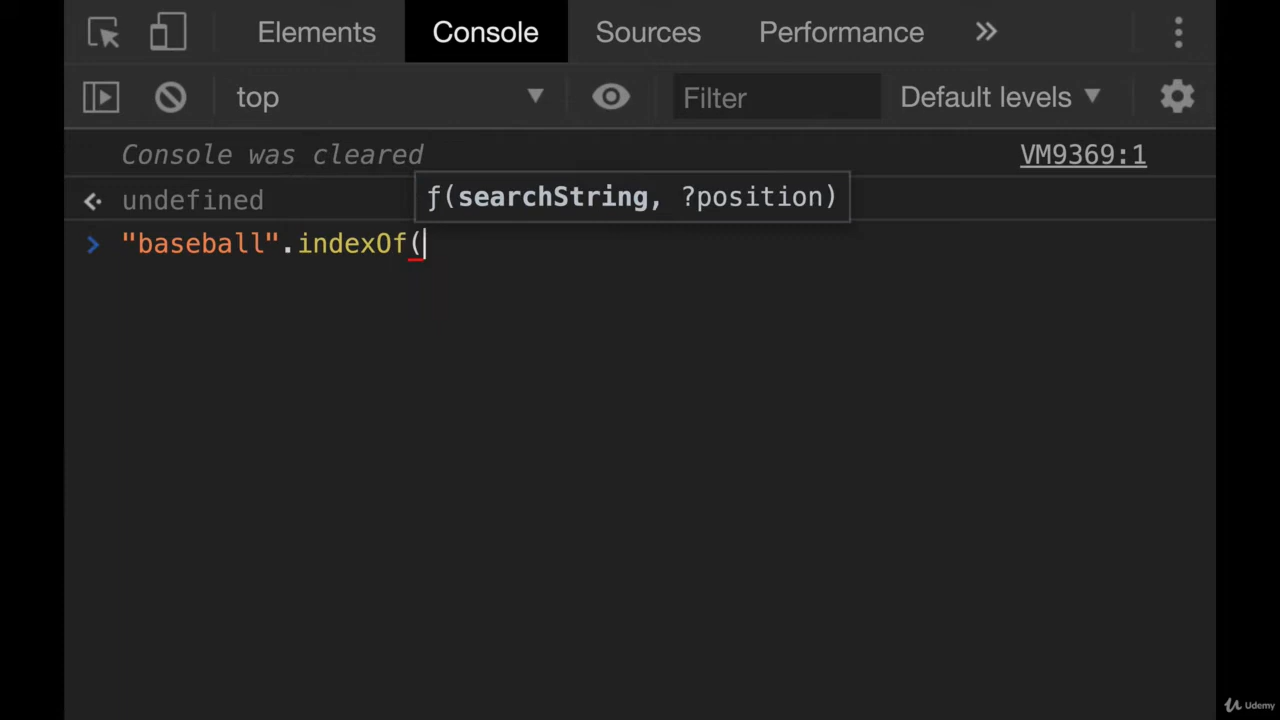 Elements Console Sources Performance »
top Filter Default levels
Console was cleared VM9369:1
ƒ(searchString, ?position)
undefined
> "baseball".indexOf(
Udemy